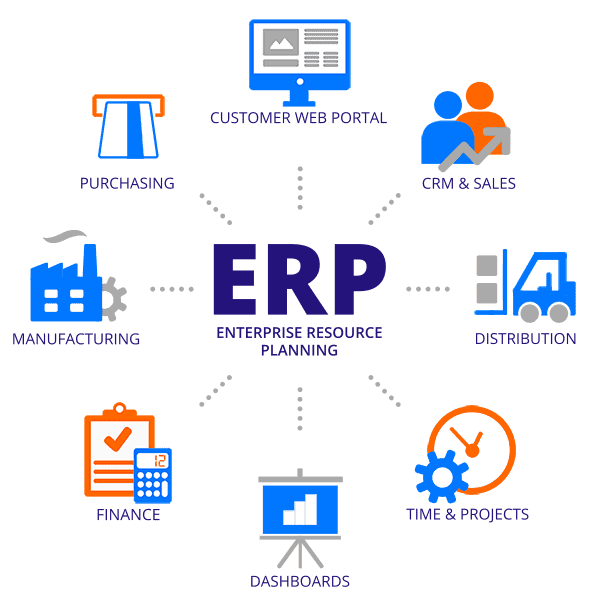 CUSTOMER WEB PORTAL
PURCHASING
CRM & SALES
ERP
ENTERPRISE RESOURCE
PLANNING
MANUFACTURING
DISTRIBUTION
12
FINANCE
TIME & PROJECTS
DASHBOARDS